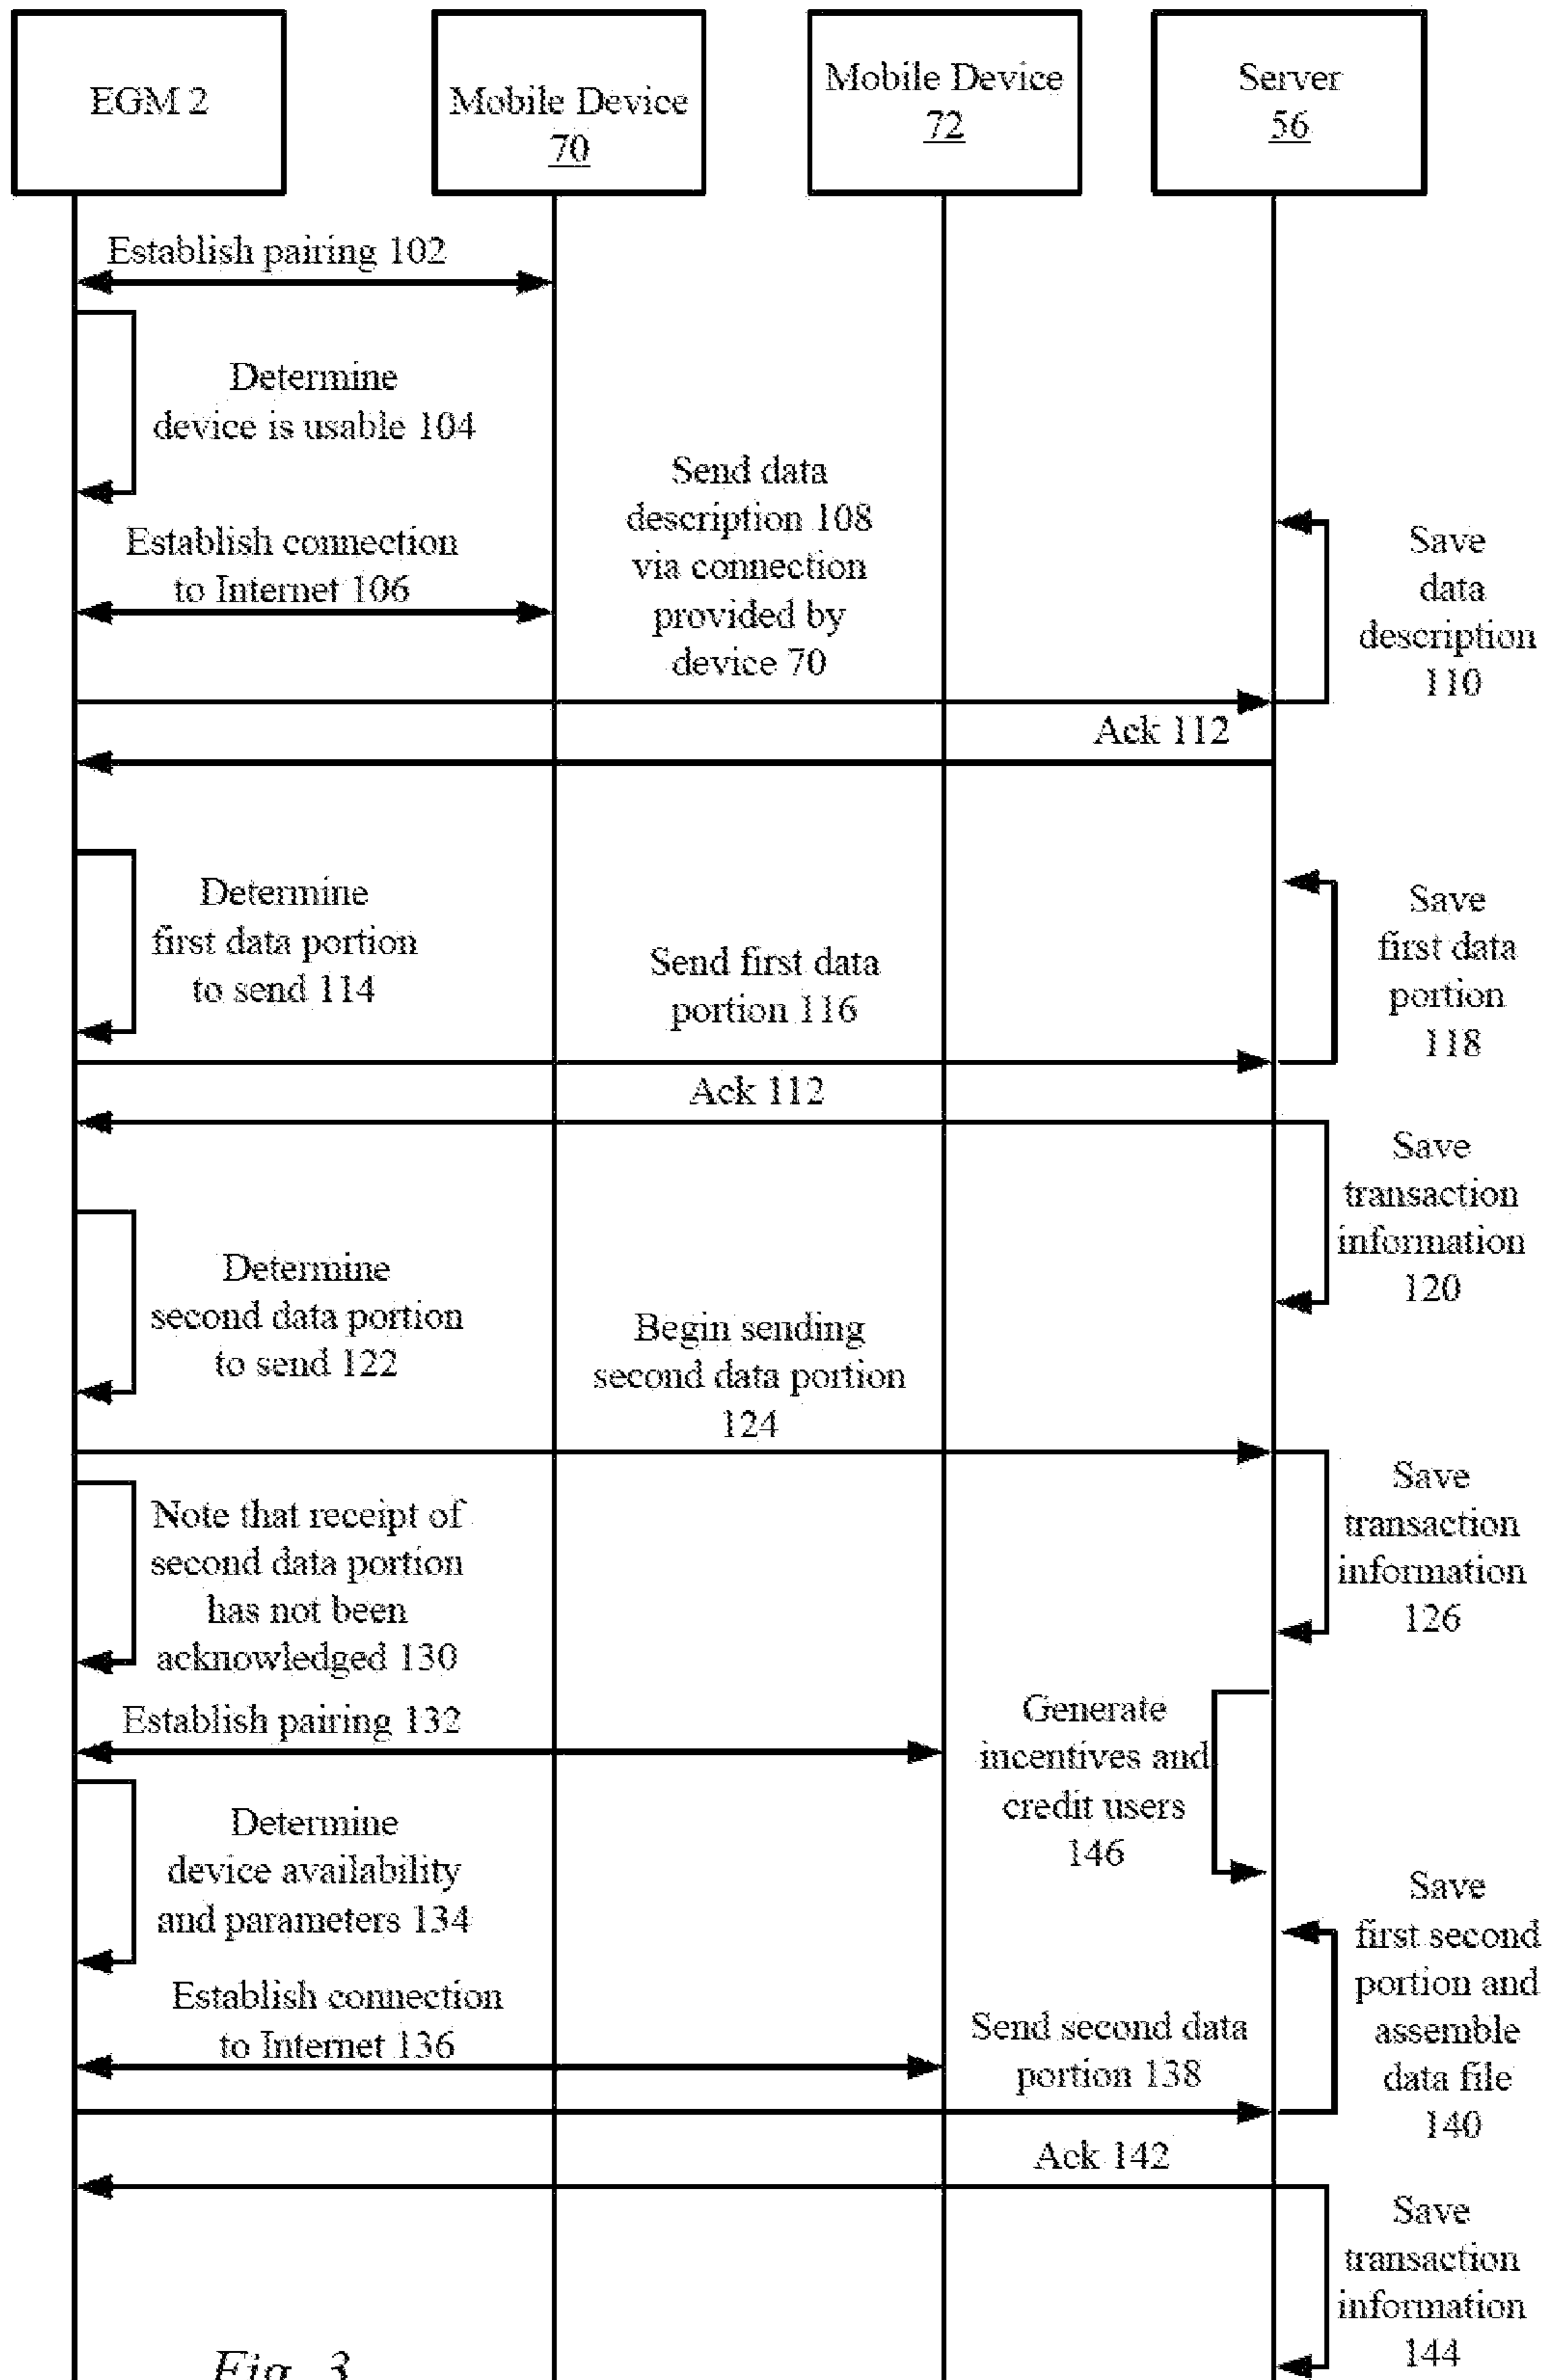 EGM 2
Mobile Device
70
Mobile Device
72
Server
56
Establish pairing 102
Determine
device is usable 104
Establish connection
to Internet 106
Send data
description 108
via connection
provided by
device 70
Save
data
description
110
Ack 112
Determine
first data portion
to send 114
Send first data
portion 116
Save
first data
portion
118
Ack 112
Save
transaction
information
120
Determine
second data portion
to send 122
Begin sending
second data portion
124
Save
transaction
information
126
Note that receipt of
second data portion
has not been
acknowledged 130
Establish pairing 132
Generate
incentives and
credit users
146
Determine
device availability
and parameters 134
Establish connection
to Internet 136
Send second data
portion 138
Save
first second
portion and
assemble
data file
140
Ack 142
Save
transaction
information
144
Fig. 3